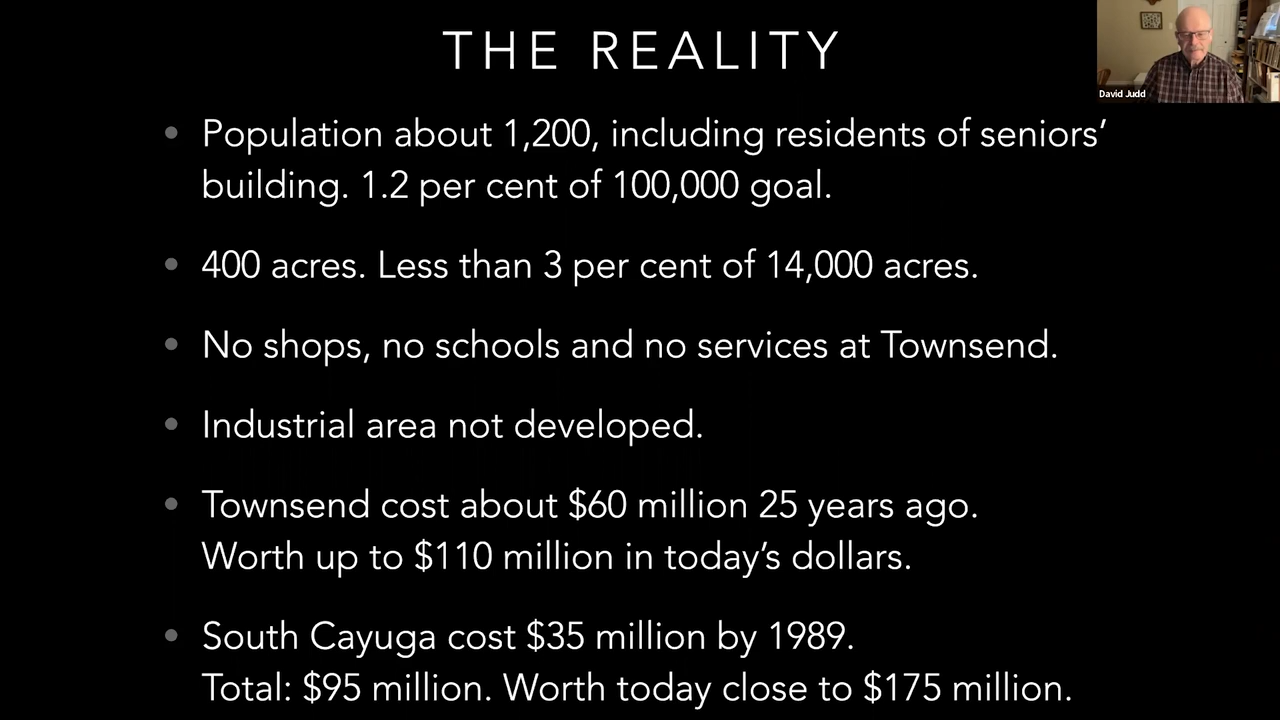 THE REALITY
David Judd
• Population about 1,200, including residents of seniors’
building. 1.2 per cent of 100,000 goal.
• 400 acres. Less than 3 per cent of 14,000 acres.
• No shops, no schools and no services at Townsend.
• Industrial area not developed.
• Townsend cost about $60 million 25 years ago.
Worth up to $110 million in today’s dollars.
• South Cayuga cost $35 million by 1989.
Total: $95 million. Worth today close to $175 million.